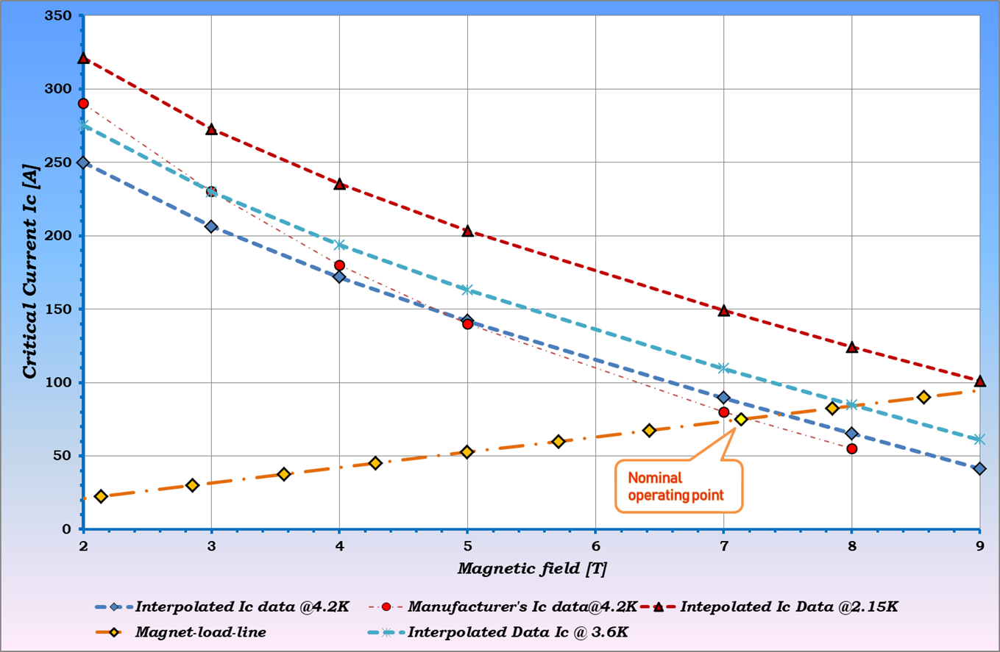 350
300
250
200
150
100
50
0
Critical Current Ic [A]
Nominal
operating point
2 3 4 5 6 7 8 9
Magnetic field [T]
Interpolated Ic data @4.2K Manufacturer's Ic data@4.2K Intepolated Ic Data @2.15K
Magnet-load-line Interpolated Data Ic @ 3.6K